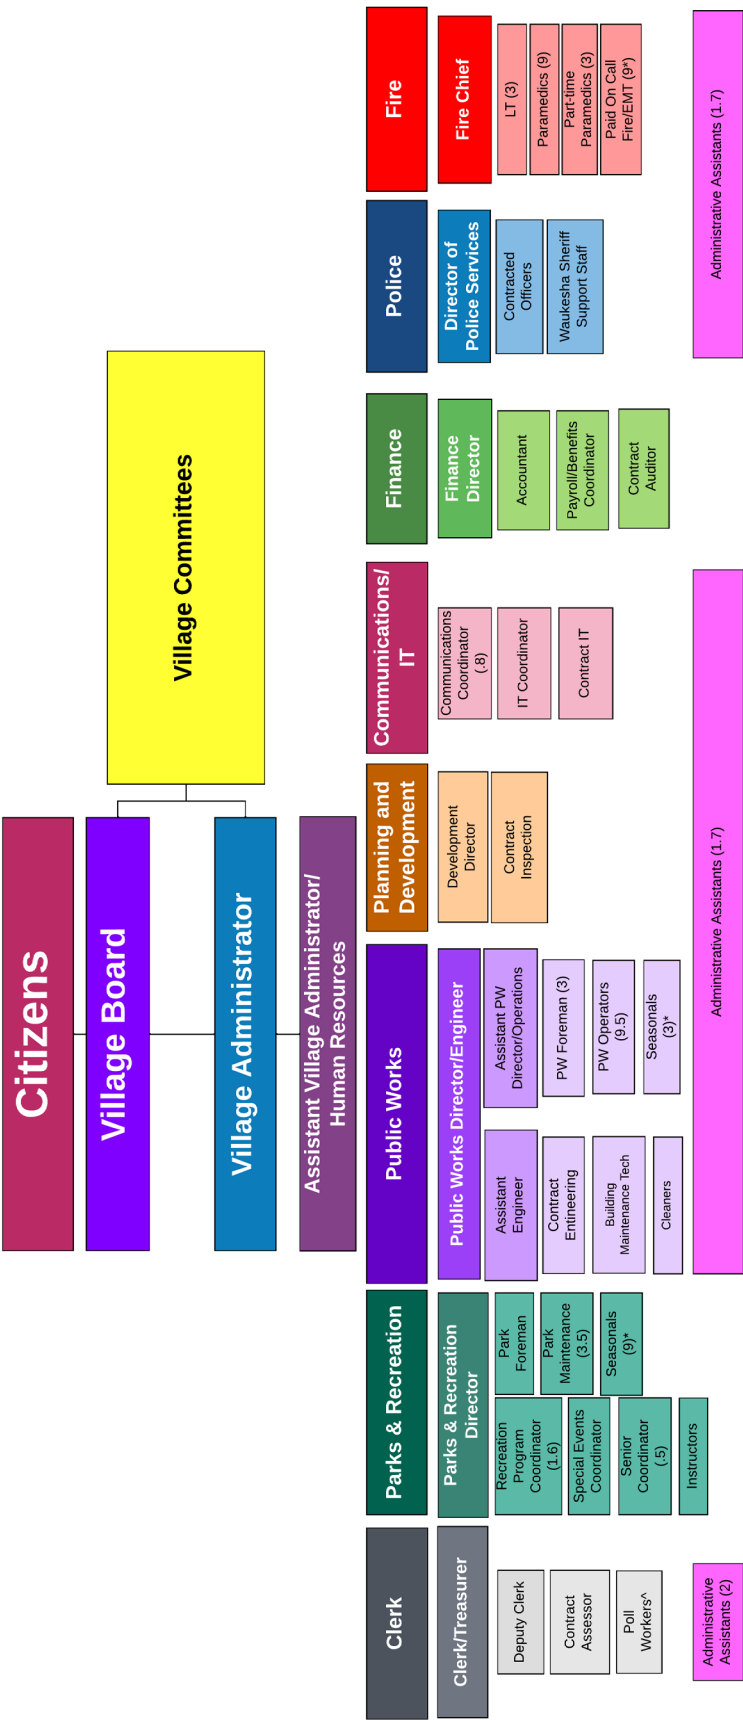 Citizens
Village Board
Village Committees
Village Administrator
Assistant Village Administrator/
Human Resources
Clerk
Clerk/Treasurer
Deputy Clerk
Contract
Assessor
Poll
Workers^
Administrative
Assistants (2)
Parks & Recreation
Parks & Recreation
Director
Recreation
Program
Coordinator
(1.6)
Special Events
Coordinator
Senior
Coordinator
(.5)
Instructors
Park
Foreman
Park
Maintenance
(3.5)
Seasonals
(9)*
Public Works
Public Works Director/Engineer
Assistant
Engineer
Contract
Entineering
Building
Maintenance Tech
Cleaners
Assistant PW
Director/Operations
PW Foreman (3)
PW Operators
(9.5)
Seasonals
(3)*
Planning and
Development
Development
Director
Contract
Inspection
Communications/
IT
Communications
Coordinator
(.8)
IT Coordinator
Contract IT
Administrative Assistants (1.7)
Finance
Finance
Director
Accountant
Payroll/Benefits
Coordinator
Contract
Auditor
Police
Director of
Police Services
Contracted
Officers
Waukesha Sheriff
Support Staff
Fire
Fire Chief
LT (3)
Paramedics (9)
Part-time
Paramedics (3)
Paid On Call
Fire/EMT (9*)
Administrative Assistants (1.7)